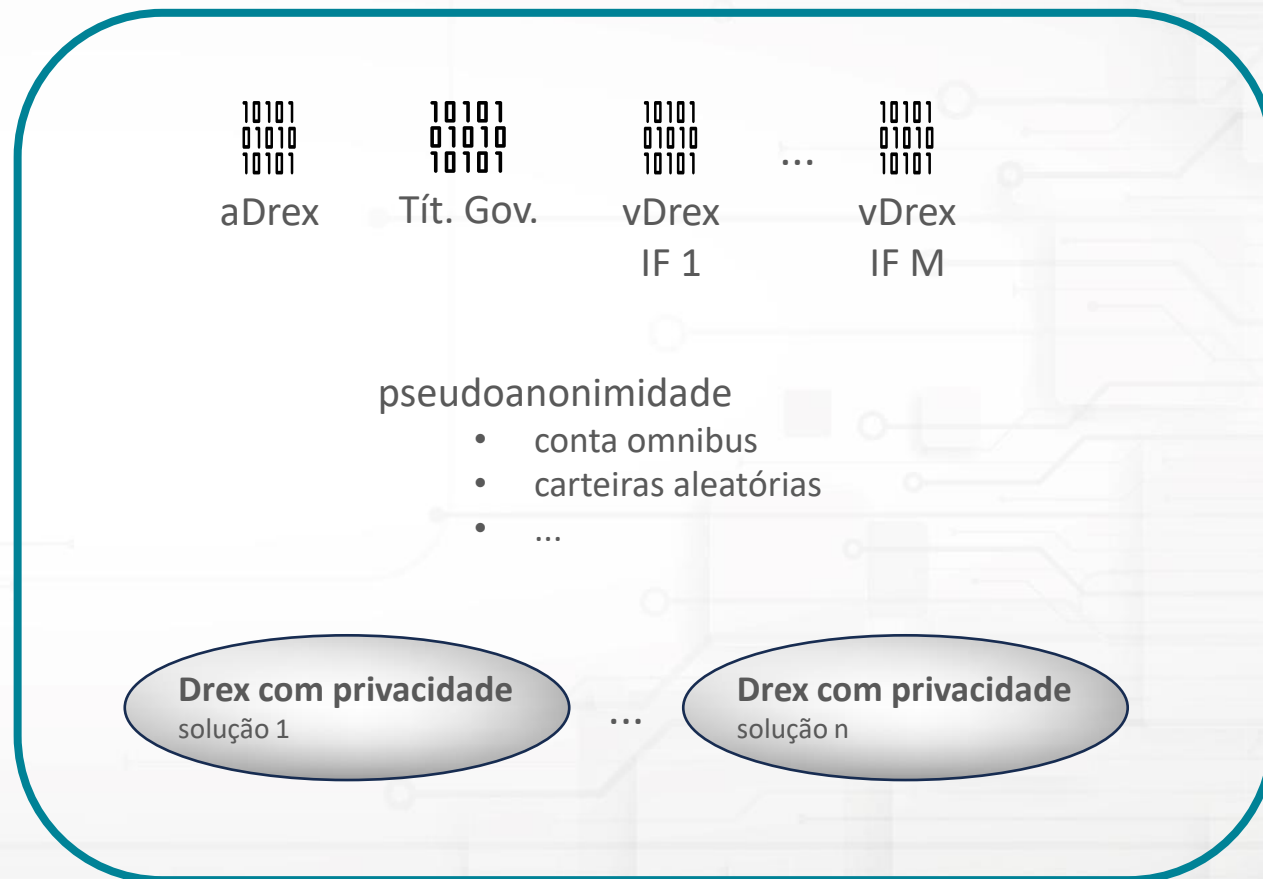 10101 10101 10101 10101
01010 01010 01010 ... 01010
10101 10101 10101 10101
aDrex Tít. Gov. vDrex vDrex
IF 1 IF M
pseudoanonimidade
• conta omnibus
• carteiras aleatórias
• ...
Drex com privacidade ... Drex com privacidade
solução 1 solução n